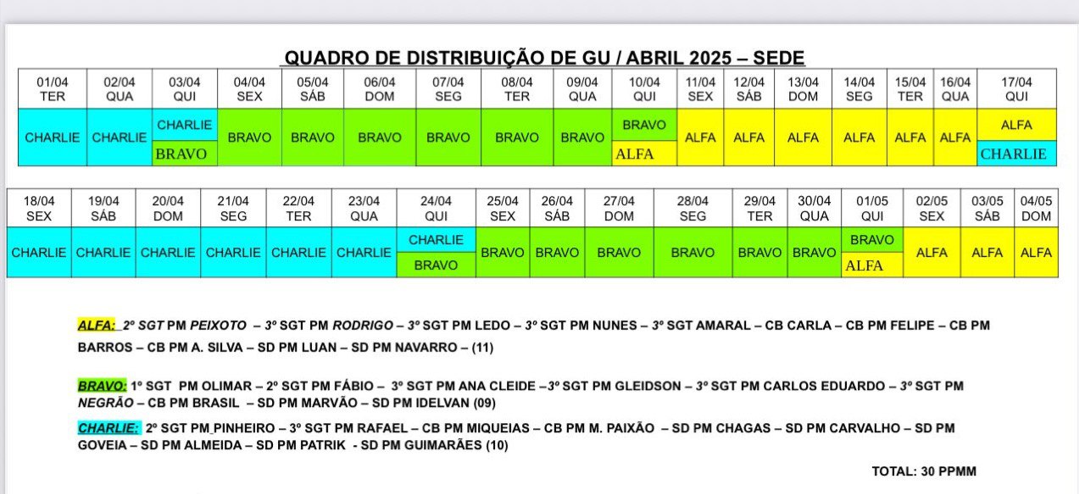 QUADRO DE DISTRIBUIÇÃO DE GU / ABRIL 2025 – SEDE
01/04 02/04 03/04 04/04 05/04 06/04 07/04 08/04 09/04 10/04 11/04 12/04 13/04 14/04 15/04 16/04 17/04
TER QUA QUI SEX SÁB DOM SEG TER QUA QUI SEX SÁB DOM SEG TER QUA QUI
CHARLIE CHARLIE CHARLIE BRAVO BRAVO BRAVO BRAVO BRAVO BRAVO BRAVO ALFA ALFA ALFA ALFA ALFA ALFA ALFA
BRAVO ALFA CHARLIE
18/04 19/04 20/04 21/04 22/04 23/04 24/04 25/04 26/04 27/04 28/04 29/04 30/04 01/05 02/05 03/05 04/05
SEX SÁB DOM SEG TER QUA QUI SEX SÁB DOM SEG TER QUA QUI SEX SÁB DOM
CHARLIE CHARLIE CHARLIE CHARLIE CHARLIE CHARLIE CHARLIE BRAVO BRAVO BRAVO BRAVO BRAVO BRAVO BRAVO ALFA ALFA ALFA
BRAVO ALFA
ALFA: 2º SGT PM PEIXOTO – 3º SGT PM RODRIGO – 3º SGT PM LEDO – 3º SGT PM NUNES – 3º SGT AMARAL – CB CARLA – CB PM FELIPE – CB PM
BARROS – CB PM A. SILVA – SD PM LUAN – SD PM NAVARRO – (11)
BRAVO: 1º SGT PM OLIMAR – 2º SGT PM FÁBIO – 3º SGT PM ANA CLEIDE –3º SGT PM GLEIDSON – 3º SGT PM CARLOS EDUARDO – 3º SGT PM
NEGRÃO – CB PM BRASIL – SD PM MARVÃO – SD PM IDELVAN (09)
CHARLIE: 2º SGT PM PINHEIRO – 3º SGT PM RAFAEL – CB PM MIQUEIAS – CB PM M. PAIXÃO – SD PM CHAGAS – SD PM CARVALHO – SD PM
GOVEIA – SD PM ALMEIDA – SD PM PATRIK - SD PM GUIMARÃES (10)
TOTAL: 30 PPMM